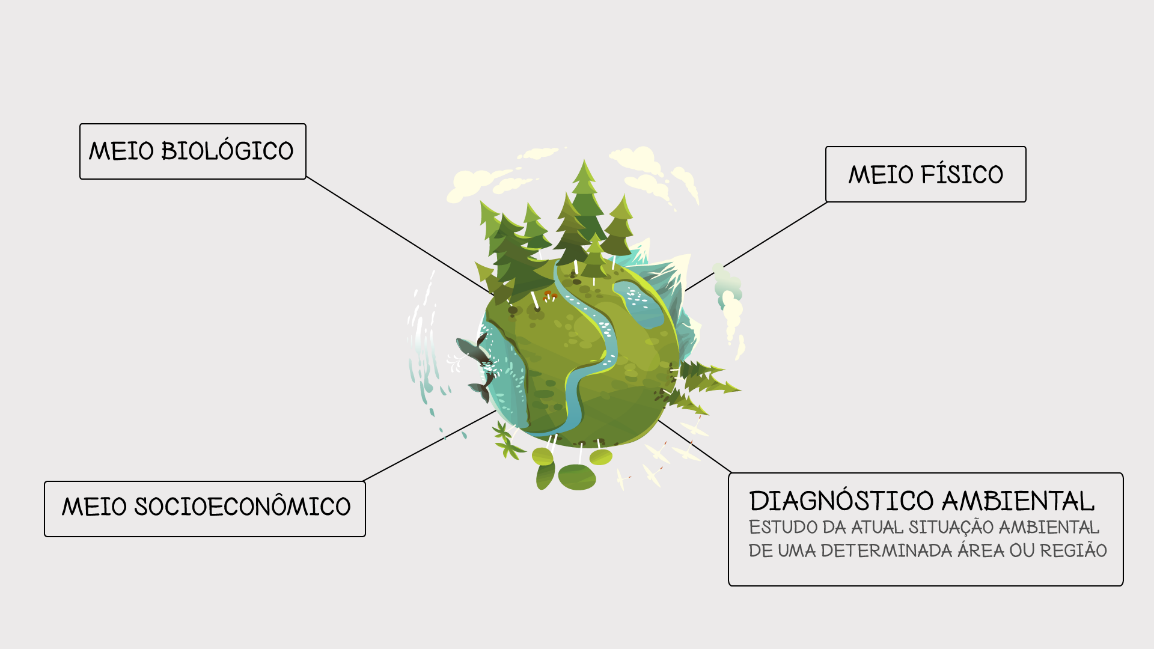 MEIO BIOLÓGICO
MEIO FÍSICO
MEIO SOCIOECONÔMICO
DIAGNÓSTICO AMBIENTAL
ESTUDO DA ATUAL SITUAÇÃO AMBIENTAL
DE UMA DETERMINADA ÁREA OU REGIÃO